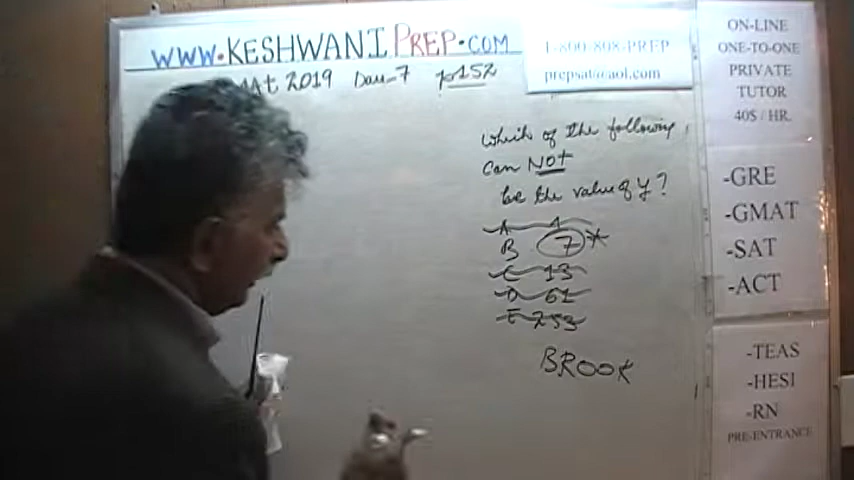 WWW.KESHWANIPREP.COM
1-800-808-PREP
prepsat@aol.com
2019 Day-7 p152
Which of the following
can NOT
be the value of y?
A 4
B 7*
C 13
D 61
E 253
BROOK
ON-LINE
ONE-TO-ONE
PRIVATE
TUTOR
40$ / HR.
-GRE
-GMAT
-SAT
-ACT
-TEAS
-HESI
-RN
PRE-ENTRANCE